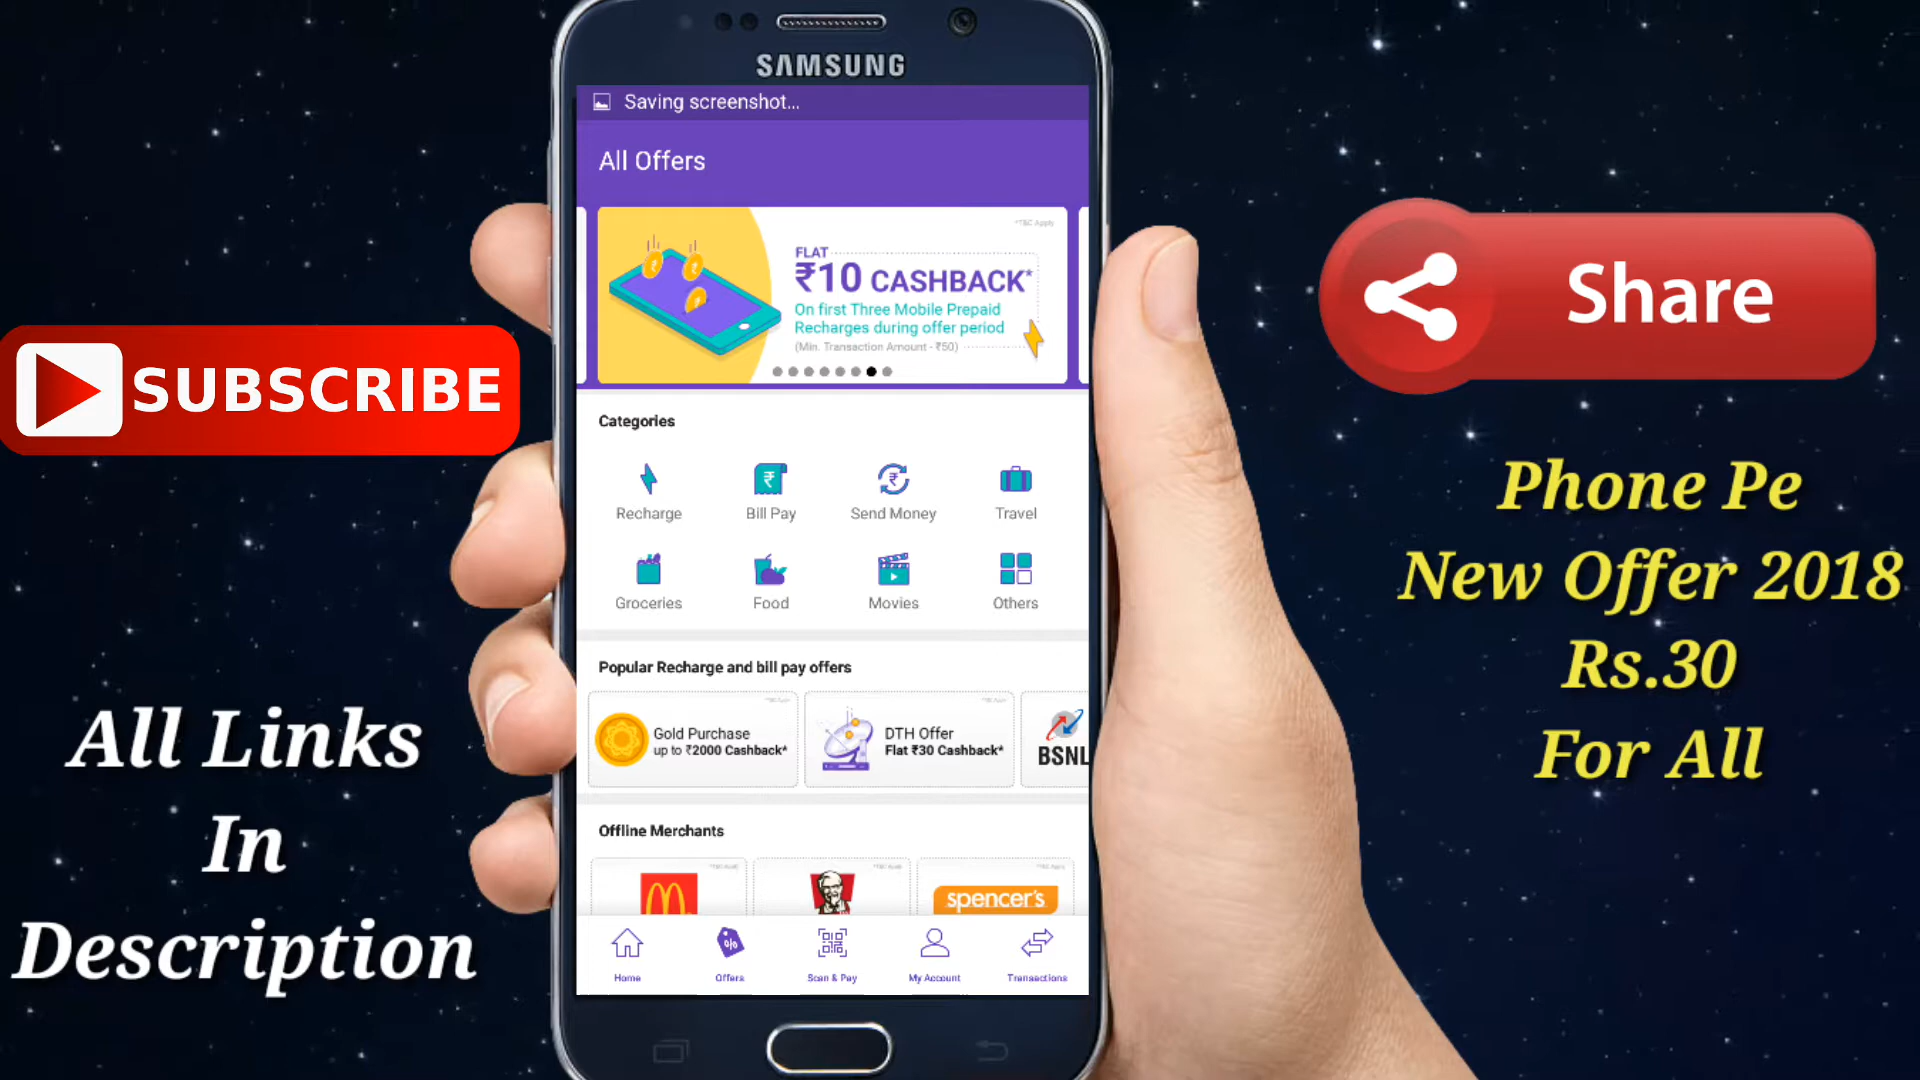 SAMSUNG
Saving screenshot...
All Offers
*T&C Apply
FLAT
₹10 CASHBACK*
On first Three Mobile Prepaid
Recharges during offer period
(Min. Transaction Amount - ₹50)
SUBSCRIBE
Share
Categories
Recharge
Bill Pay
Send Money
Travel
Groceries
Food
Movies
Others
Phone Pe
New Offer 2018
Rs.30
For All
Popular Recharge and bill pay offers
Gold Purchase
up to ₹2000 Cashback*
DTH Offer
Flat ₹30 Cashback*
BSNL
All Links
In
Description
Offline Merchants
*T&C Apply
spencer's
Home
Offers
Scan & Pay
My Account
Transactions